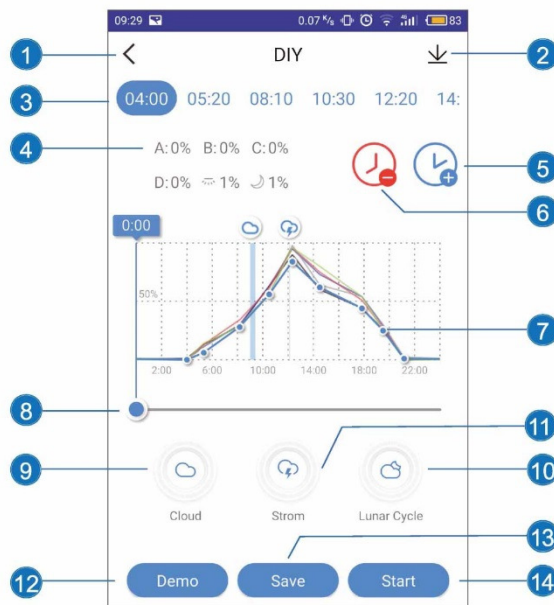 09:29 0.07 K/s 83
1 DIY 2
3 04:00 05:20 08:10 10:30 12:20 14:
4 A:0% B:0% C:0%
5
D:0% 1% 1%
6
0:00
50%
7
2:00 6:00 10:00 14:00 18:00 22:00
8
11
9 10
Cloud Strom Lunar Cycle
13
12 Demo Save Start 14